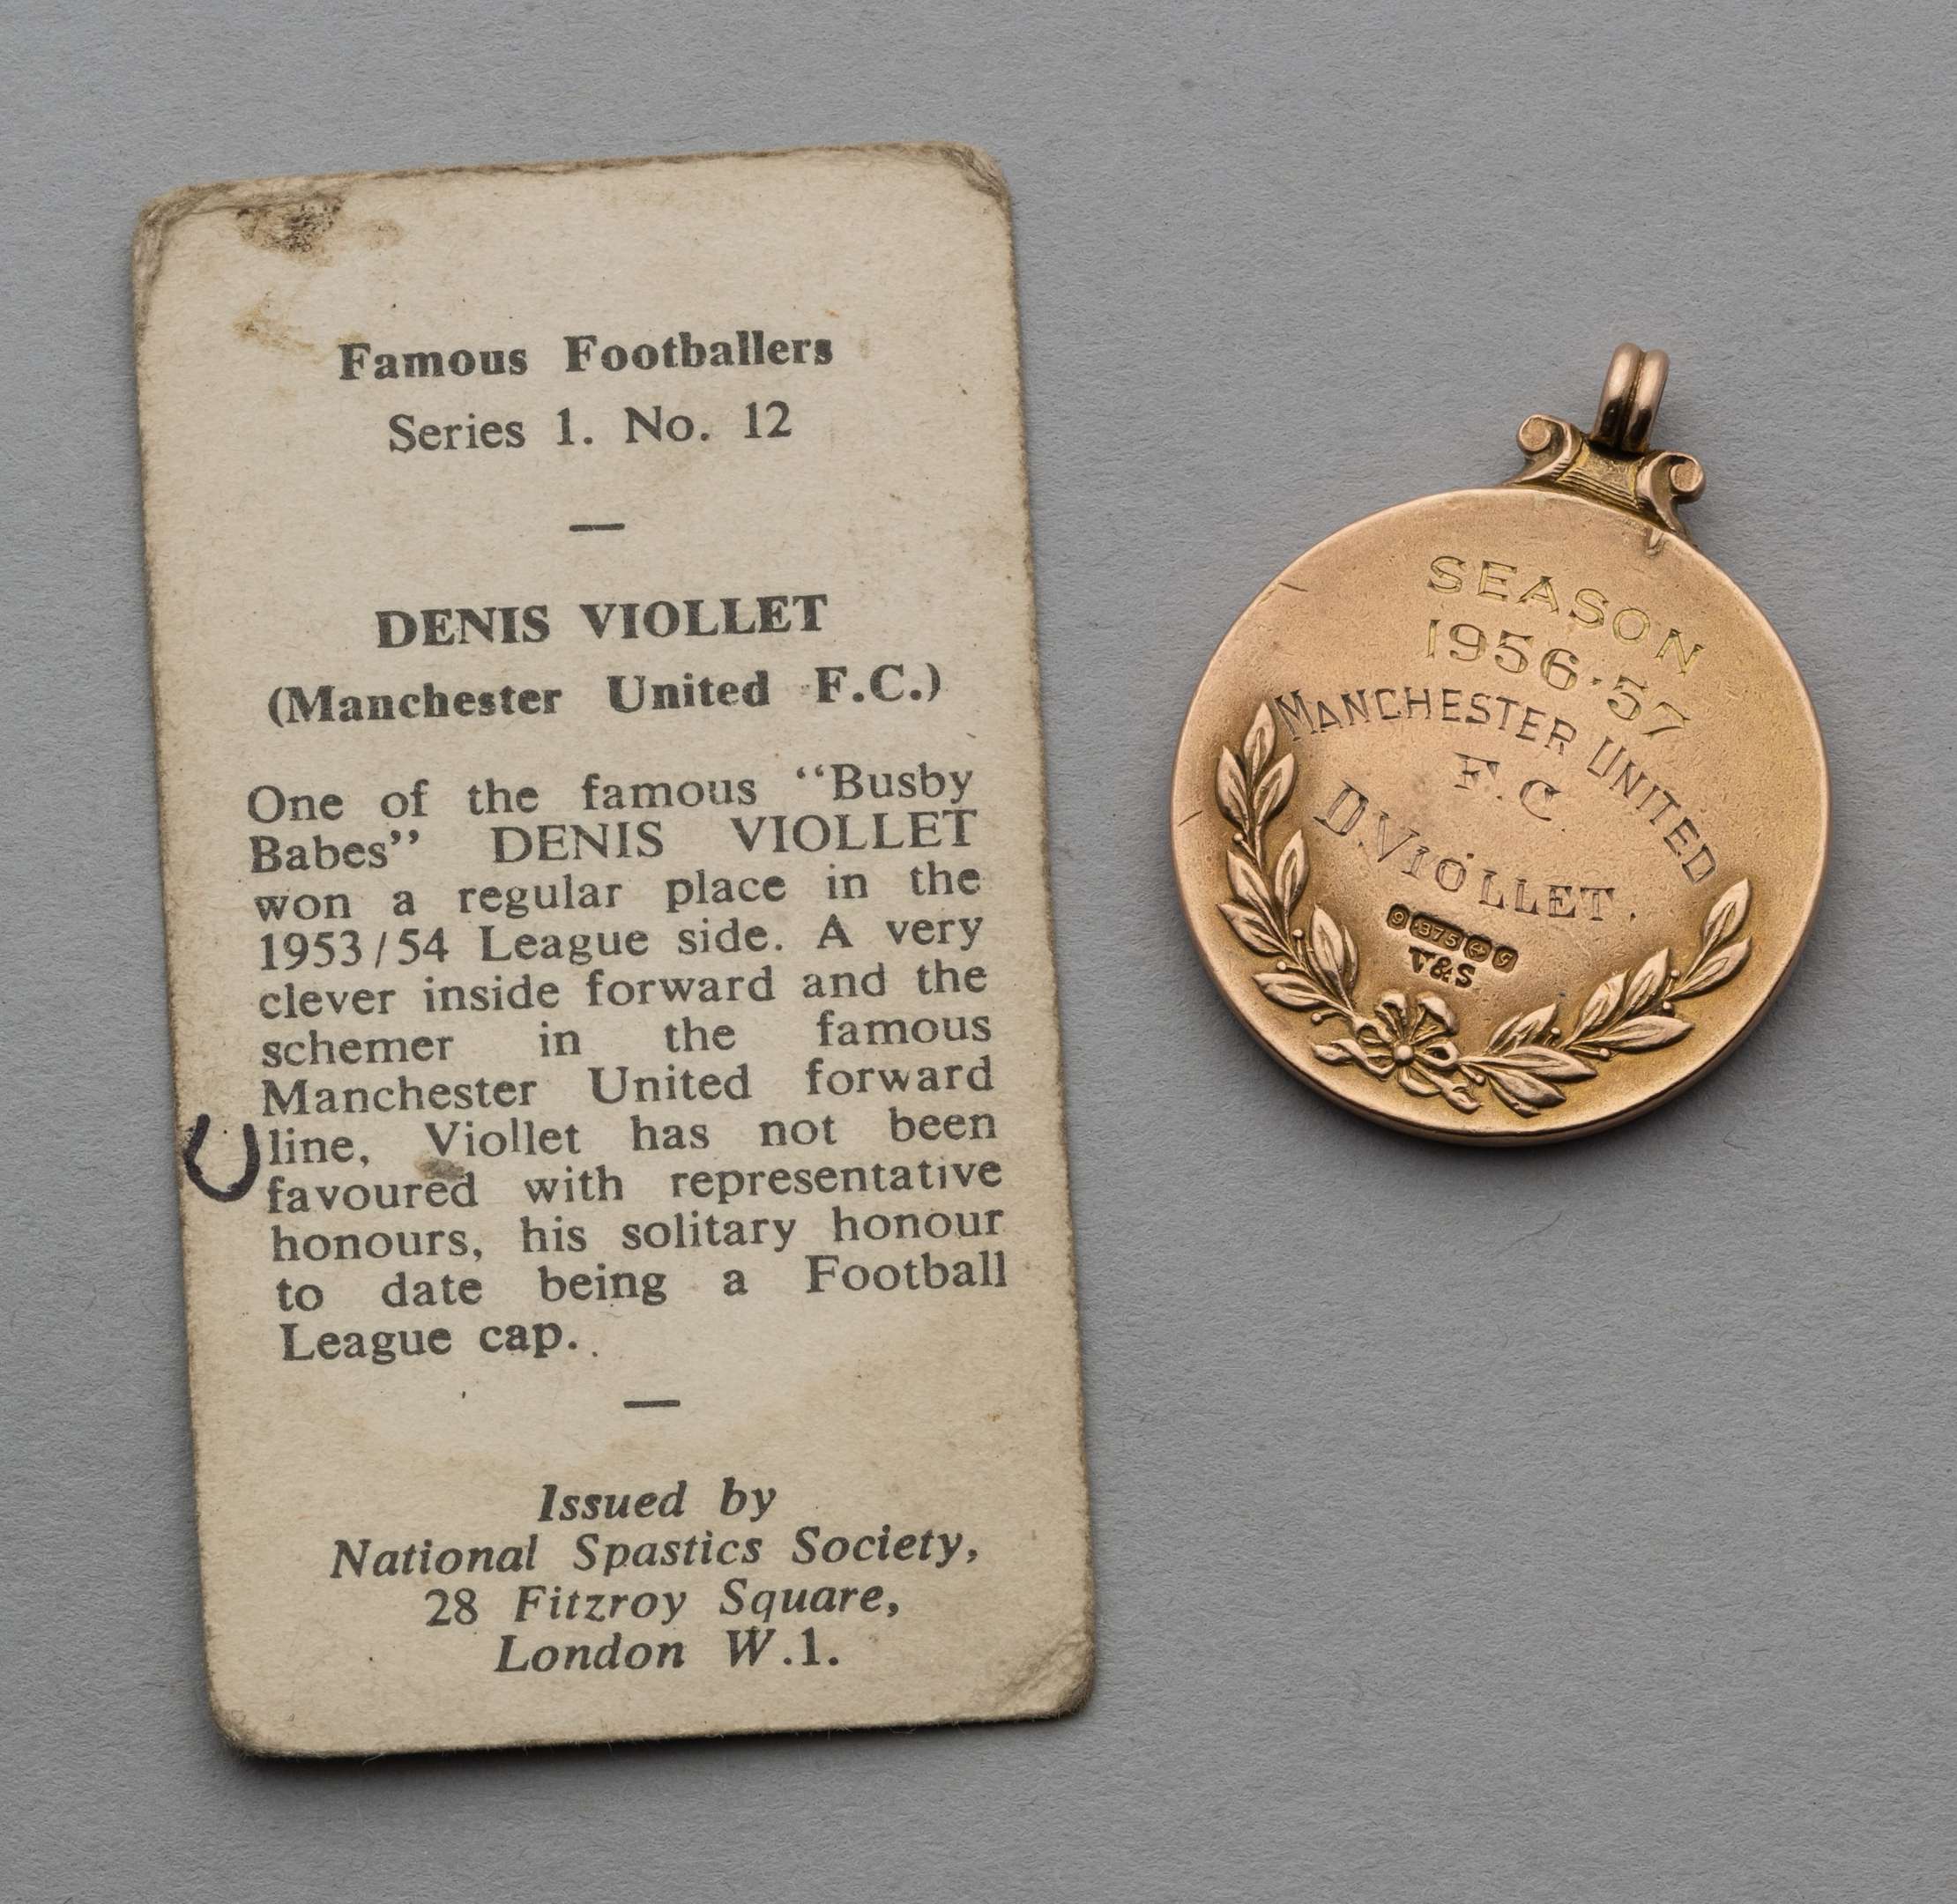 Famous Footballers
Series 1. No. 12
—
DENIS VIOLLET
(Manchester United F.C.)
One of the famous “Busby
Babes” DENIS VIOLLET
won a regular place in the
1953/54 League side. A very
clever inside forward and the
schemer in the famous
Manchester United forward
line, Viollet has not been
favoured with representative
honours, his solitary honour
to date being a Football
League cap.
—
Issued by
National Spastics Society,
28 Fitzroy Square,
London W.1.
SEASON
1956·57
MANCHESTER UNITED
F.C.
D.VIOLLET.
9 .375
V&S